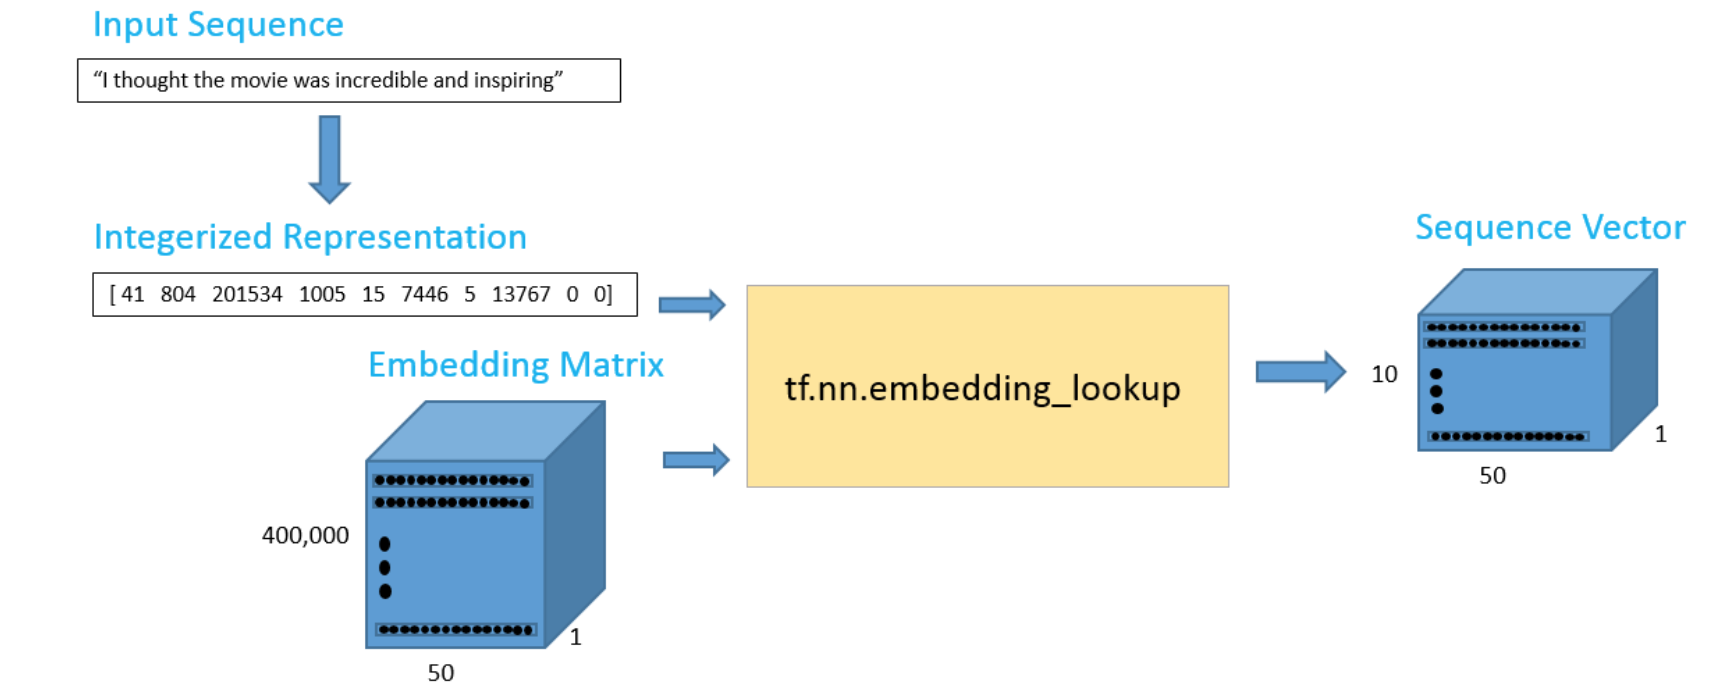 Input Sequence
“I thought the movie was incredible and inspiring”
Integerized Representation
[ 41 804 201534 1005 15 7446 5 13767 0 0]
Embedding Matrix
400,000
50
1
tf.nn.embedding_lookup
Sequence Vector
10
50
1